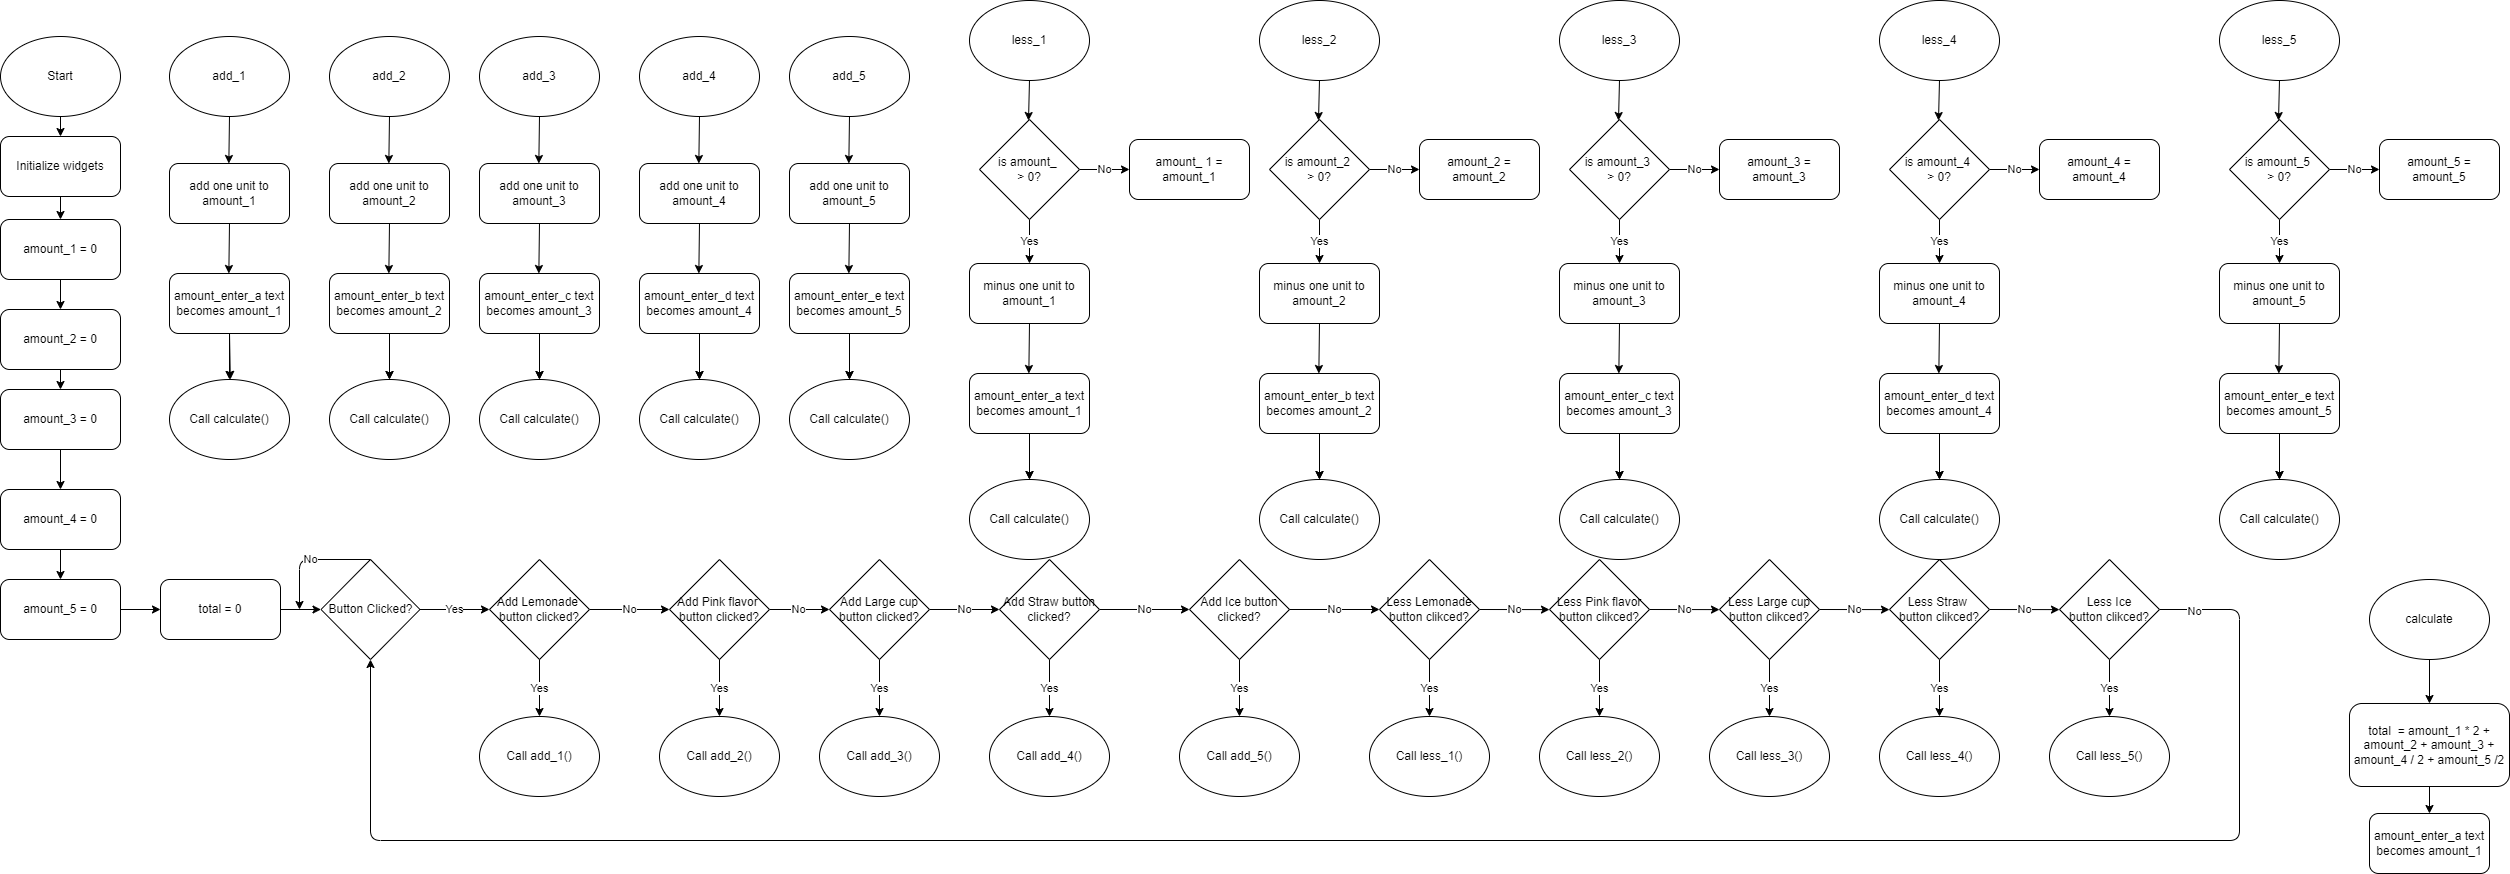 Start
Initialize widgets
amount_1 = 0
amount_2 = 0
amount_3 = 0
amount_4 = 0
amount_5 = 0
total = 0
add_1
add one unit to
amount_1
amount_enter_a text
becomes amount_1
Call calculate()
add_2
add one unit to
amount_2
amount_enter_b text
becomes amount_2
Call calculate()
add_3
add one unit to
amount_3
amount_enter_c text
becomes amount_3
Call calculate()
add_4
add one unit to
amount_4
amount_enter_d text
becomes amount_4
Call calculate()
add_5
add one unit to
amount_5
amount_enter_e text
becomes amount_5
Call calculate()
less_1
is amount_
> 0?
No
amount_ 1 =
amount_1
Yes
minus one unit to
amount_1
amount_enter_a text
becomes amount_1
Call calculate()
less_2
is amount_2
> 0?
No
amount_2 =
amount_2
Yes
minus one unit to
amount_2
amount_enter_b text
becomes amount_2
Call calculate()
less_3
is amount_3
> 0?
No
amount_3 =
amount_3
Yes
minus one unit to
amount_3
amount_enter_c text
becomes amount_3
Call calculate()
less_4
is amount_4
> 0?
No
amount_4 =
amount_4
Yes
minus one unit to
amount_4
amount_enter_d text
becomes amount_4
Call calculate()
less_5
is amount_5
> 0?
No
amount_5 =
amount_5
Yes
minus one unit to
amount_5
amount_enter_e text
becomes amount_5
Call calculate()
No
Button Clicked?
Yes
Add Lemonade
button clicked?
Yes
Call add_1()
No
Add Pink flavor
button clicked?
Yes
Call add_2()
No
Add Large cup
button clicked?
Yes
Call add_3()
No
Add Straw button
clicked?
Yes
Call add_4()
No
Add Ice button
clicked?
Yes
Call add_5()
No
Less Lemonade
button clikced?
Yes
Call less_1()
No
Less Pink flavor
button clikced?
Yes
Call less_2()
No
Less Large cup
button clikced?
Yes
Call less_3()
No
Less Straw
button clikced?
Yes
Call less_4()
No
Less Ice
button clikced?
Yes
Call less_5()
No
calculate
total  = amount_1 * 2 +
amount_2 + amount_3 +
amount_4 / 2 + amount_5 /2
amount_enter_a text
becomes amount_1